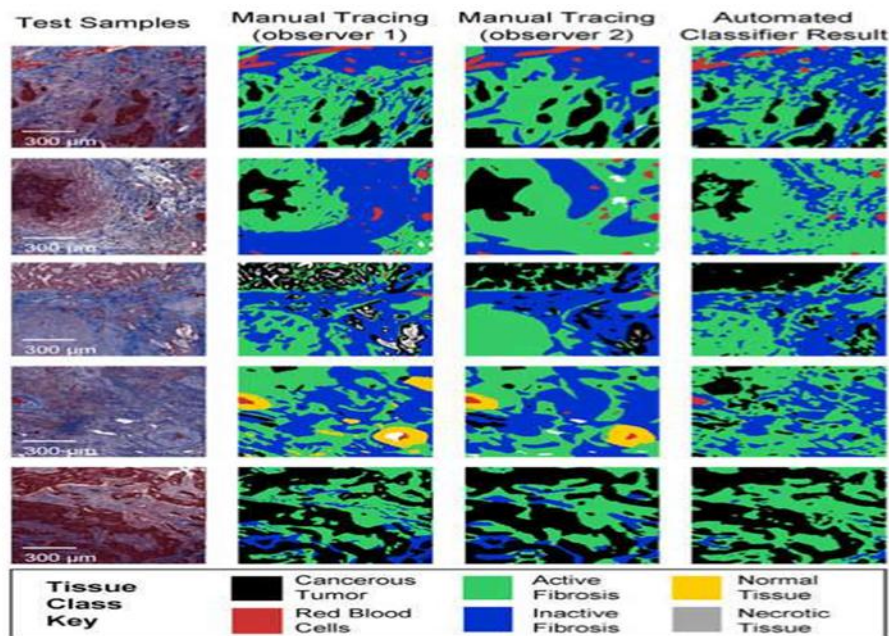 Test Samples
Manual Tracing
(observer 1)
Manual Tracing
(observer 2)
Automated
Classifier Result
300 µm
300 µm
300 µm
300 µm
300 µm
Tissue
Class
Key
Cancerous
Tumor
Active
Fibrosis
Normal
Tissue
Red Blood
Cells
Inactive
Fibrosis
Necrotic
Tissue